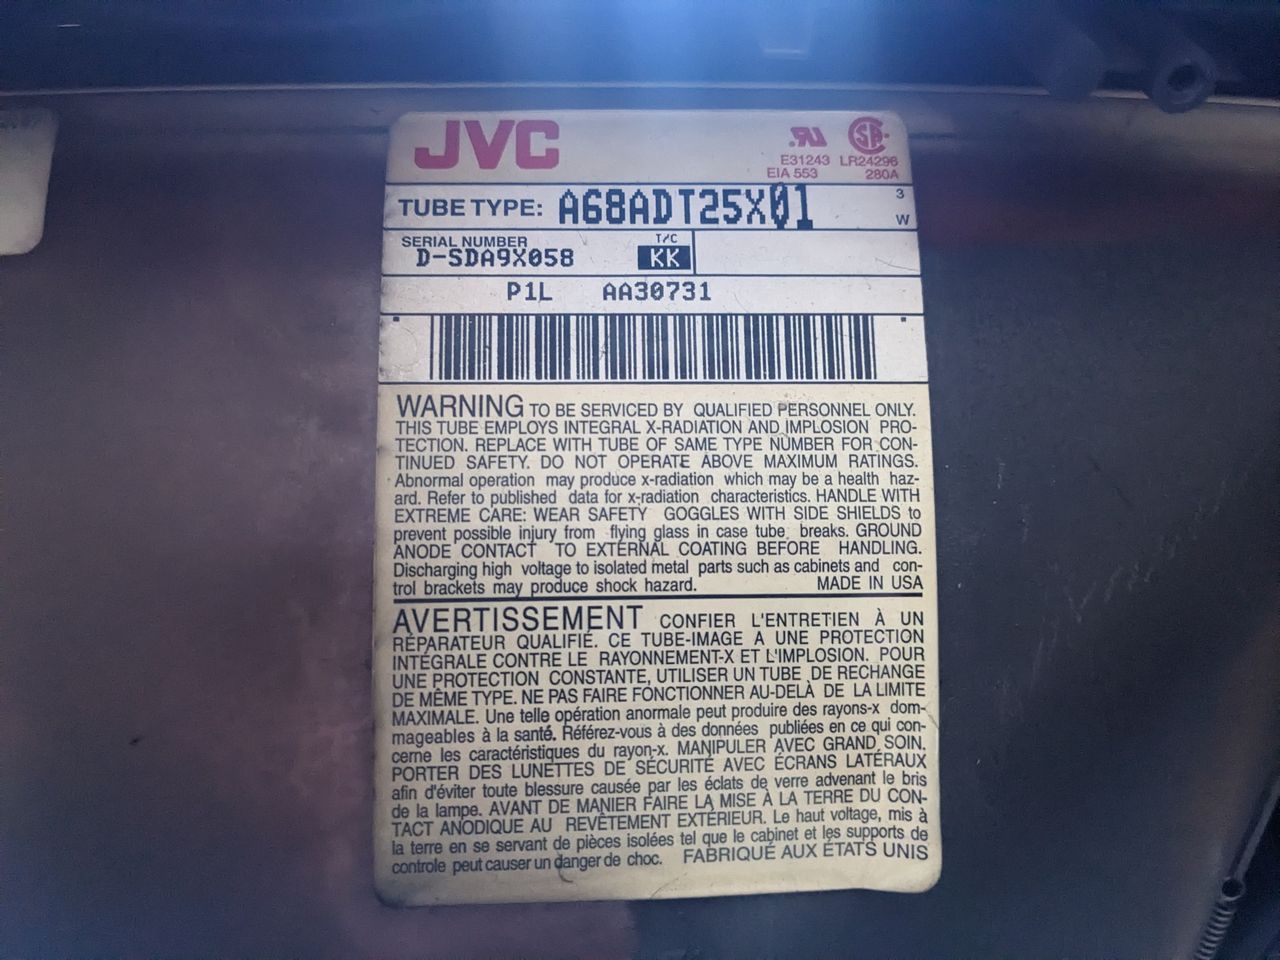 JVC
E31243 LR24296
EIA 553 280A
TUBE TYPE: A68ADT25X01 3
W
SERIAL NUMBER T/C
D-SDA9X058 KK
P1L AA30731
WARNING TO BE SERVICED BY QUALIFIED PERSONNEL ONLY.
THIS TUBE EMPLOYS INTEGRAL X-RADIATION AND IMPLOSION PRO-
TECTION. REPLACE WITH TUBE OF SAME TYPE NUMBER FOR CON-
TINUED SAFETY. DO NOT OPERATE ABOVE MAXIMUM RATINGS.
Abnormal operation may produce x-radiation which may be a health haz-
ard. Refer to published data for x-radiation characteristics. HANDLE WITH
EXTREME CARE: WEAR SAFETY GOGGLES WITH SIDE SHIELDS to
prevent possible injury from flying glass in case tube breaks. GROUND
ANODE CONTACT TO EXTERNAL COATING BEFORE HANDLING.
Discharging high voltage to isolated metal parts such as cabinets and con-
trol brackets may produce shock hazard. MADE IN USA
AVERTISSEMENT CONFIER L'ENTRETIEN À UN
RÉPARATEUR QUALIFIÉ. CE TUBE-IMAGE A UNE PROTECTION
INTÉGRALE CONTRE LE RAYONNEMENT-X ET L'IMPLOSION. POUR
UNE PROTECTION CONSTANTE, UTILISER UN TUBE DE RECHANGE
DE MÊME TYPE. NE PAS FAIRE FONCTIONNER AU-DELÀ DE LA LIMITE
MAXIMALE. Une telle opération anormale peut produire des rayons-x dom-
mageables à la santé. Référez-vous à des données publiées en ce qui con-
cerne les caractéristiques du rayon-x. MANIPULER AVEC GRAND SOIN.
PORTER DES LUNETTES DE SÉCURITÉ AVEC ÉCRANS LATÉRAUX
afin d'éviter toute blessure causée par les éclats de verre advenant le bris
de la lampe. AVANT DE MANIER FAIRE LA MISE À LA TERRE DU CON-
TACT ANODIQUE AU REVÊTEMENT EXTÉRIEUR. Le haut voltage, mis à
la terre en se servant de pièces isolées tel que le cabinet et les supports de
controle peut causer un danger de choc. FABRIQUÉ AUX ÉTATS UNIS